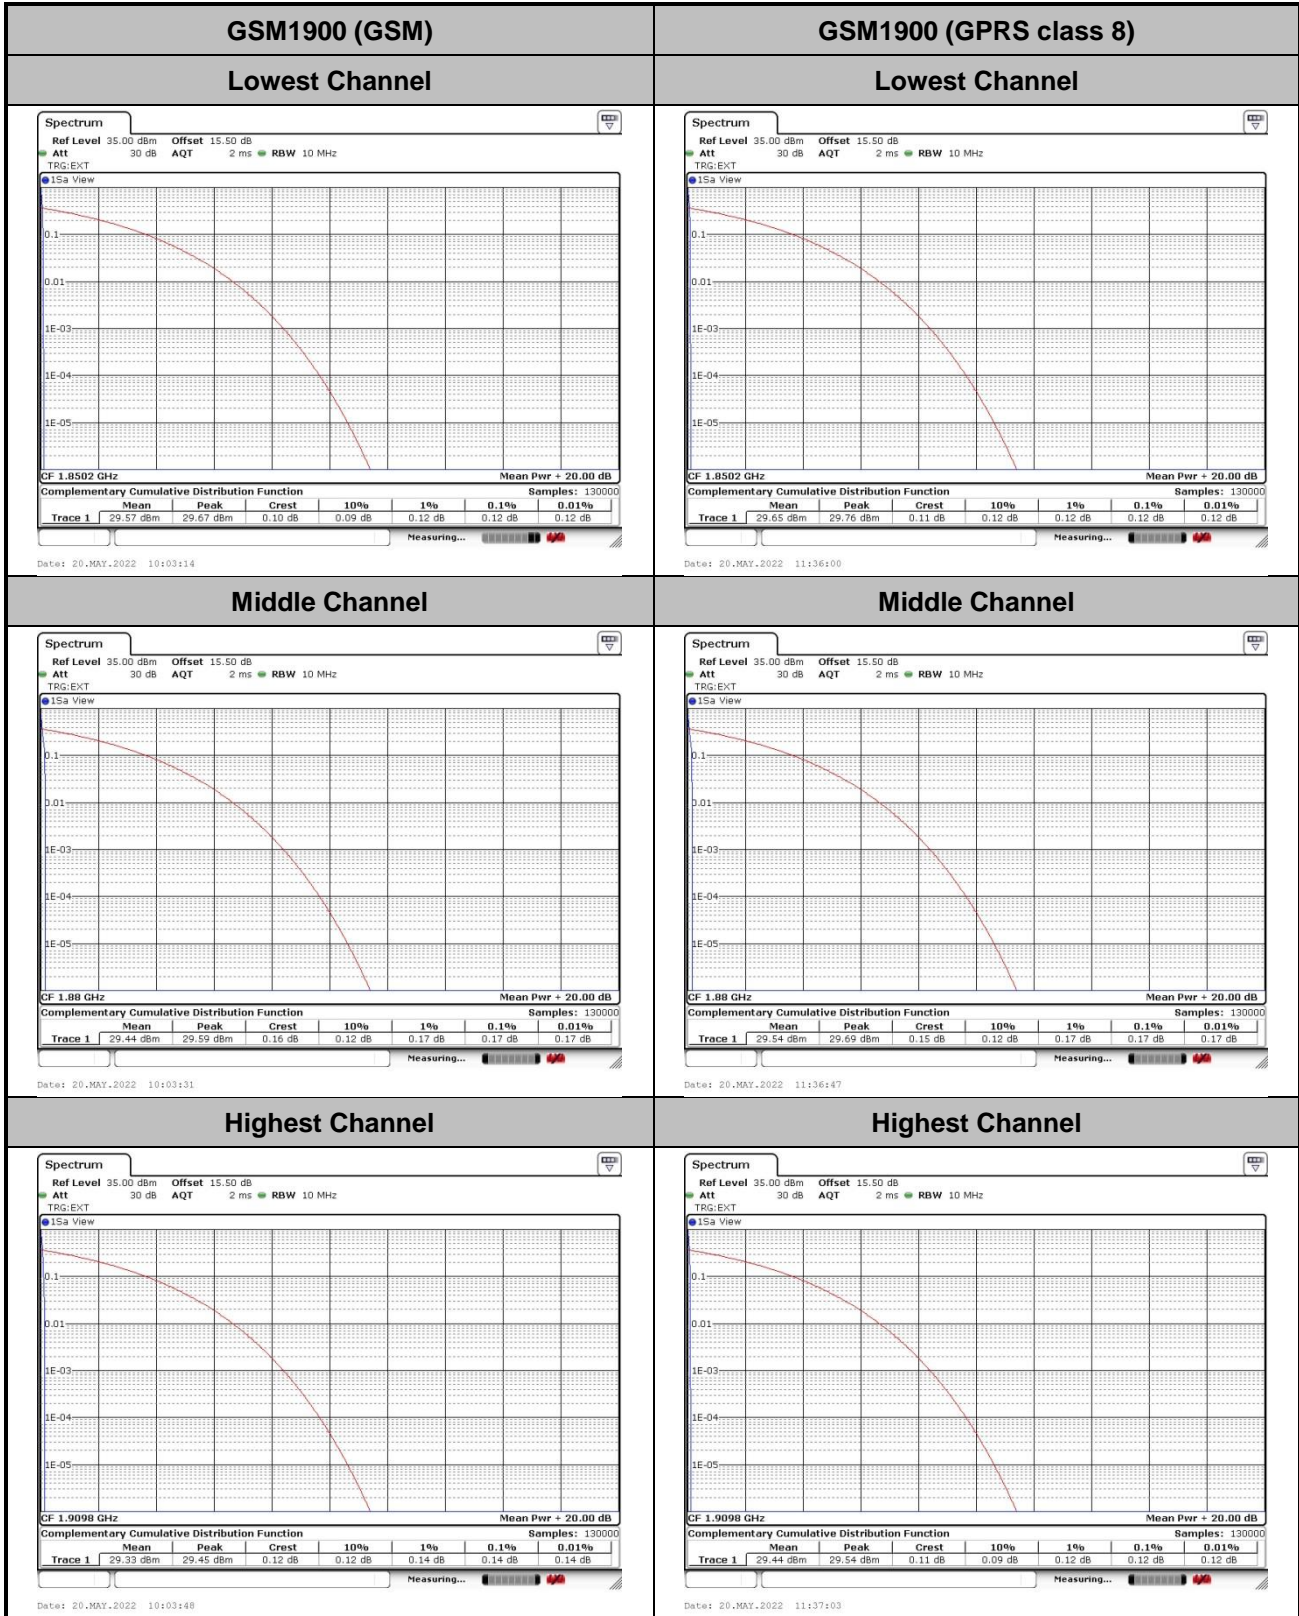 GSM1900 (GSM) GSM1900 (GPRS class 8)
Lowest Channel Lowest Channel
Spectrum
Ref Level 35.00 dBm Offset 15.50 dB
Att 30 dB AQT 2 ms RBW 10 MHz
TRG:EXT
1Sa View
0.1
0.01
1E-03
1E-04
1E-05
CF 1.8502 GHz Mean Pwr + 20.00 dB
Complementary Cumulative Distribution Function Samples: 130000
Mean Peak Crest 10% 1% 0.1% 0.01%
Trace 1 29.57 dBm 29.67 dBm 0.10 dB 0.09 dB 0.12 dB 0.12 dB 0.12 dB
Measuring...
Date: 20.MAY.2022 10:03:14
Spectrum
Ref Level 35.00 dBm Offset 15.50 dB
Att 30 dB AQT 2 ms RBW 10 MHz
TRG:EXT
1Sa View
0.1
0.01
1E-03
1E-04
1E-05
CF 1.8502 GHz Mean Pwr + 20.00 dB
Complementary Cumulative Distribution Function Samples: 130000
Mean Peak Crest 10% 1% 0.1% 0.01%
Trace 1 29.65 dBm 29.76 dBm 0.11 dB 0.12 dB 0.12 dB 0.12 dB 0.12 dB
Measuring...
Date: 20.MAY.2022 11:36:00
Middle Channel Middle Channel
Spectrum
Ref Level 35.00 dBm Offset 15.50 dB
Att 30 dB AQT 2 ms RBW 10 MHz
TRG:EXT
1Sa View
0.1
0.01
1E-03
1E-04
1E-05
CF 1.88 GHz Mean Pwr + 20.00 dB
Complementary Cumulative Distribution Function Samples: 130000
Mean Peak Crest 10% 1% 0.1% 0.01%
Trace 1 29.44 dBm 29.59 dBm 0.16 dB 0.12 dB 0.17 dB 0.17 dB 0.17 dB
Measuring...
Date: 20.MAY.2022 10:03:31
Spectrum
Ref Level 35.00 dBm Offset 15.50 dB
Att 30 dB AQT 2 ms RBW 10 MHz
TRG:EXT
1Sa View
0.1
0.01
1E-03
1E-04
1E-05
CF 1.88 GHz Mean Pwr + 20.00 dB
Complementary Cumulative Distribution Function Samples: 130000
Mean Peak Crest 10% 1% 0.1% 0.01%
Trace 1 29.54 dBm 29.69 dBm 0.15 dB 0.12 dB 0.17 dB 0.17 dB 0.17 dB
Measuring...
Date: 20.MAY.2022 11:36:47
Highest Channel Highest Channel
Spectrum
Ref Level 35.00 dBm Offset 15.50 dB
Att 30 dB AQT 2 ms RBW 10 MHz
TRG:EXT
1Sa View
0.1
0.01
1E-03
1E-04
1E-05
CF 1.9098 GHz Mean Pwr + 20.00 dB
Complementary Cumulative Distribution Function Samples: 130000
Mean Peak Crest 10% 1% 0.1% 0.01%
Trace 1 29.33 dBm 29.45 dBm 0.12 dB 0.12 dB 0.14 dB 0.14 dB 0.14 dB
Measuring...
Date: 20.MAY.2022 10:03:48
Spectrum
Ref Level 35.00 dBm Offset 15.50 dB
Att 30 dB AQT 2 ms RBW 10 MHz
TRG:EXT
1Sa View
0.1
0.01
1E-03
1E-04
1E-05
CF 1.9098 GHz Mean Pwr + 20.00 dB
Complementary Cumulative Distribution Function Samples: 130000
Mean Peak Crest 10% 1% 0.1% 0.01%
Trace 1 29.44 dBm 29.54 dBm 0.11 dB 0.09 dB 0.12 dB 0.12 dB 0.12 dB
Measuring...
Date: 20.MAY.2022 11:37:03